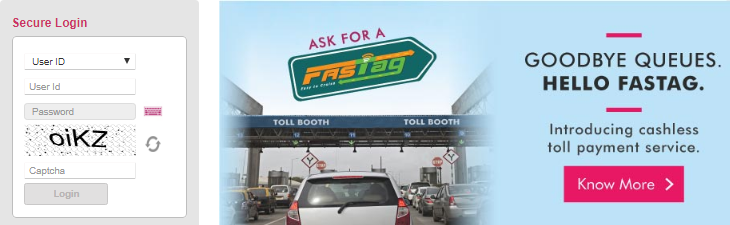 Secure Login
User ID
User Id
Password
oiKZ
Captcha
Login
ASK FOR A
FASTag
Easy to Cruise
TOLL BOOTH
TOLL BOOTH
GOODBYE QUEUES.
HELLO FASTAG.
Introducing cashless
toll payment service.
Know More